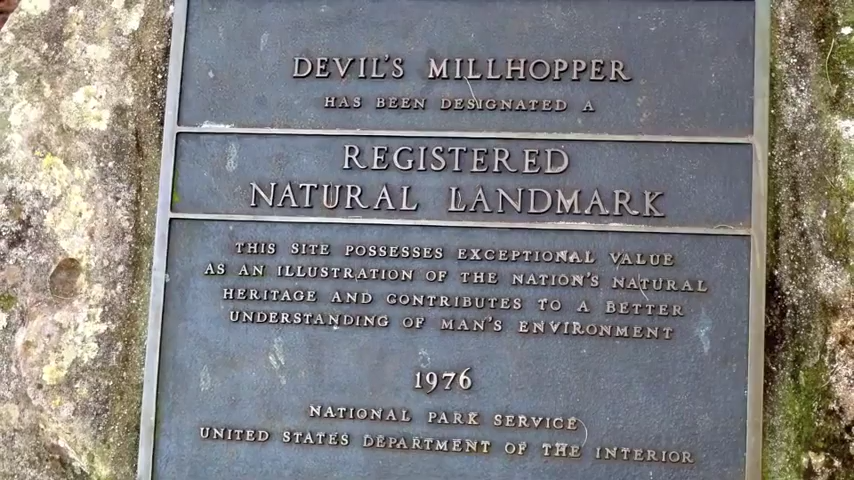 DEVIL'S MILLHOPPER
HAS BEEN DESIGNATED A
REGISTERED
NATURAL LANDMARK
THIS SITE POSSESSES EXCEPTIONAL VALUE
AS AN ILLUSTRATION OF THE NATION'S NATURAL
HERITAGE AND CONTRIBUTES TO A BETTER
UNDERSTANDING OF MAN'S ENVIRONMENT
1976
NATIONAL PARK SERVICE
UNITED STATES DEPARTMENT OF THE INTERIOR